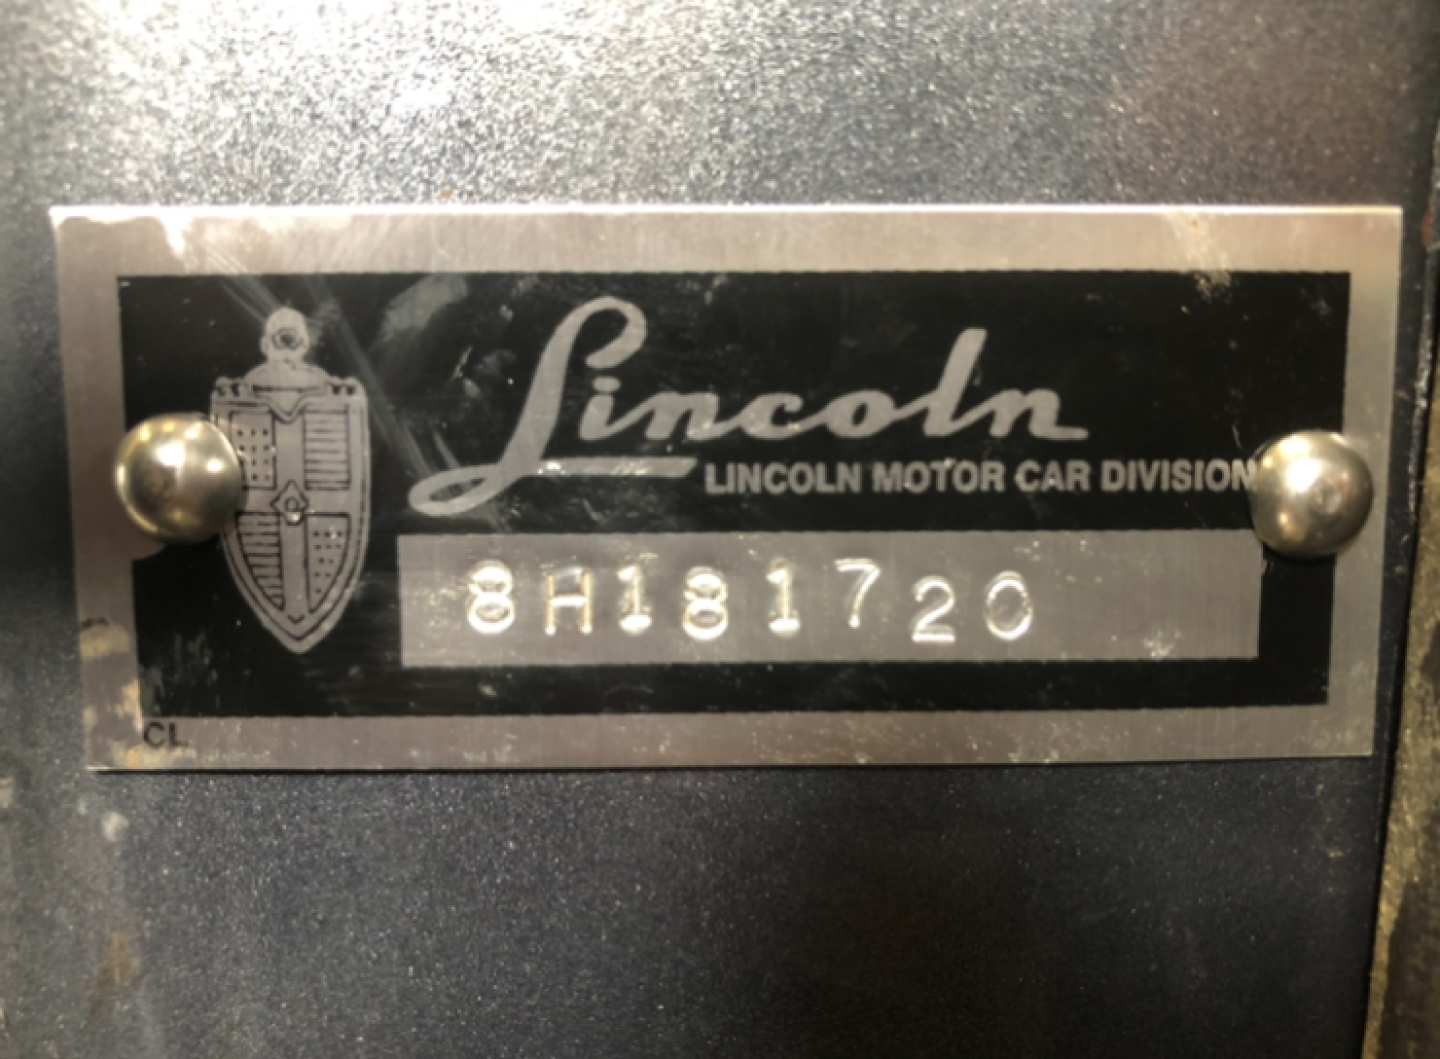 Lincoln
LINCOLN MOTOR CAR DIVISION
8H181720
CL